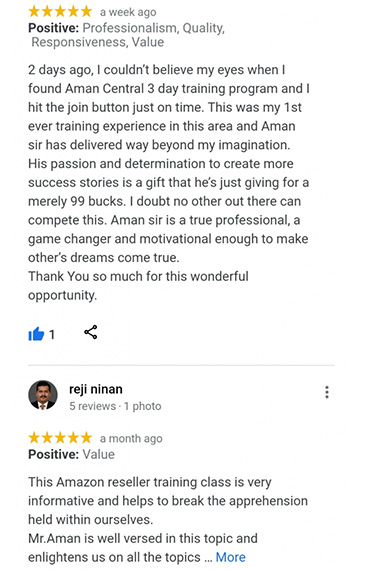 a week ago
Positive: Professionalism, Quality,
Responsiveness, Value
2 days ago, I couldn’t believe my eyes when I
found Aman Central 3 day training program and I
hit the join button just on time. This was my 1st
ever training experience in this area and Aman
sir has delivered way beyond my imagination.
His passion and determination to create more
success stories is a gift that he’s just giving for a
merely 99 bucks. I doubt no other out there can
compete this. Aman sir is a true professional, a
game changer and motivational enough to make
other’s dreams come true.
Thank You so much for this wonderful
opportunity.
1
reji ninan
5 reviews · 1 photo
a month ago
Positive: Value
This Amazon reseller training class is very
informative and helps to break the apprehension
held within ourselves.
Mr.Aman is well versed in this topic and
enlightens us on all the topics ... More